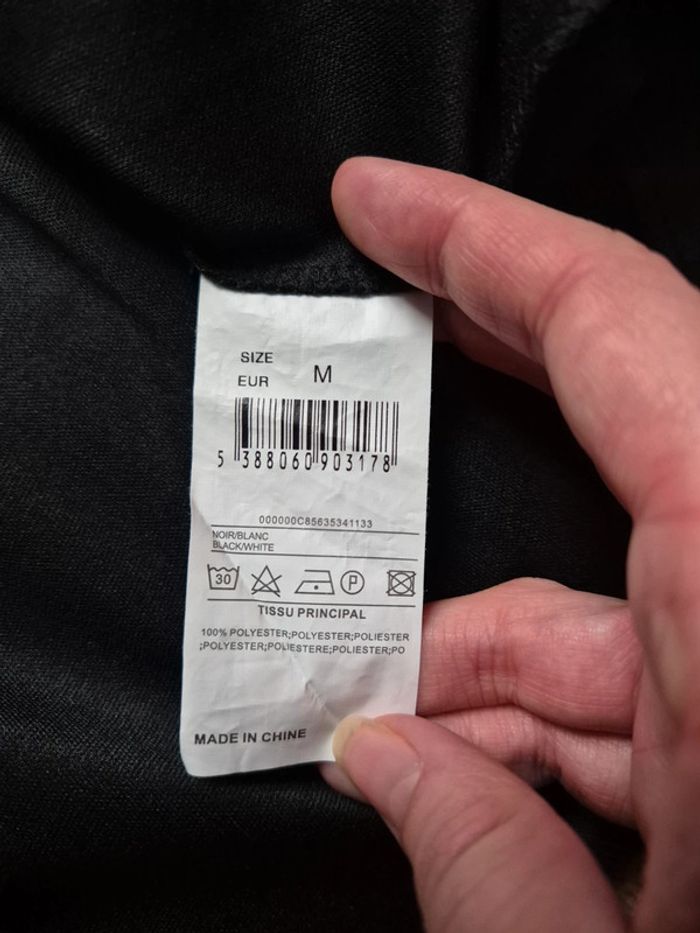 SIZE
EUR M
5 388060 903178
000000C85635341133
NOIR/BLANC
BLACK/WHITE
30 P
TISSU PRINCIPAL
100% POLYESTER;POLYESTER;POLIESTER
;POLYESTER;POLIESTERE;POLIESTER;PO
MADE IN CHINE